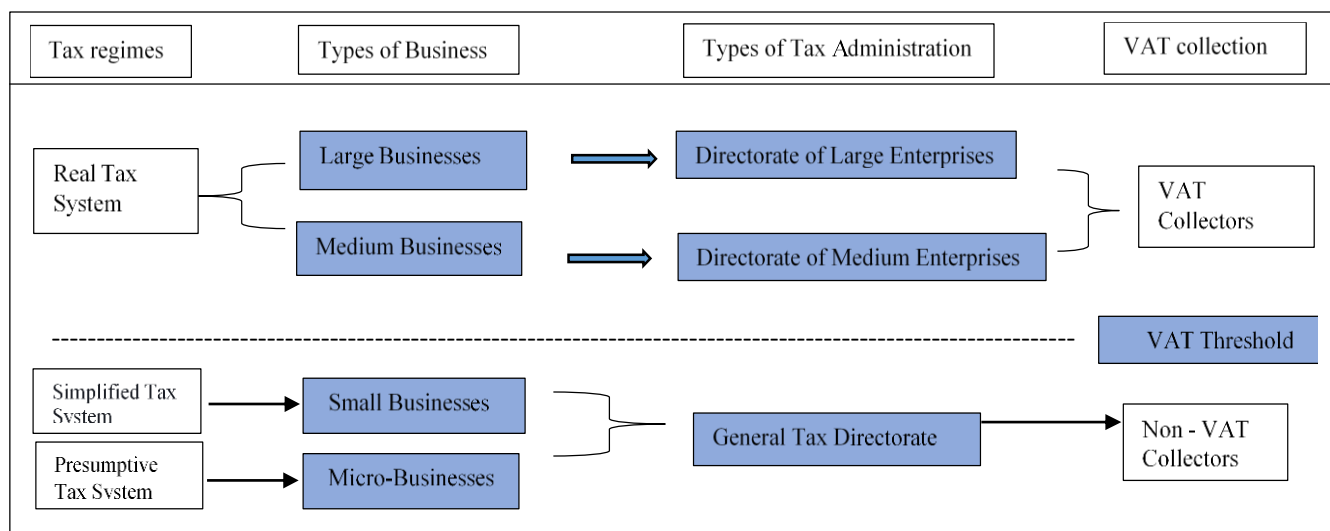 Tax regimes
Types of Business
Types of Tax Administration
VAT collection
Real Tax
System
Large Businesses
Directorate of Large Enterprises
VAT
Collectors
Medium Businesses
Directorate of Medium Enterprises
VAT Threshold
Simplified Tax
System
Small Businesses
General Tax Directorate
Non - VAT
Collectors
Presumptive
Tax System
Micro-Businesses